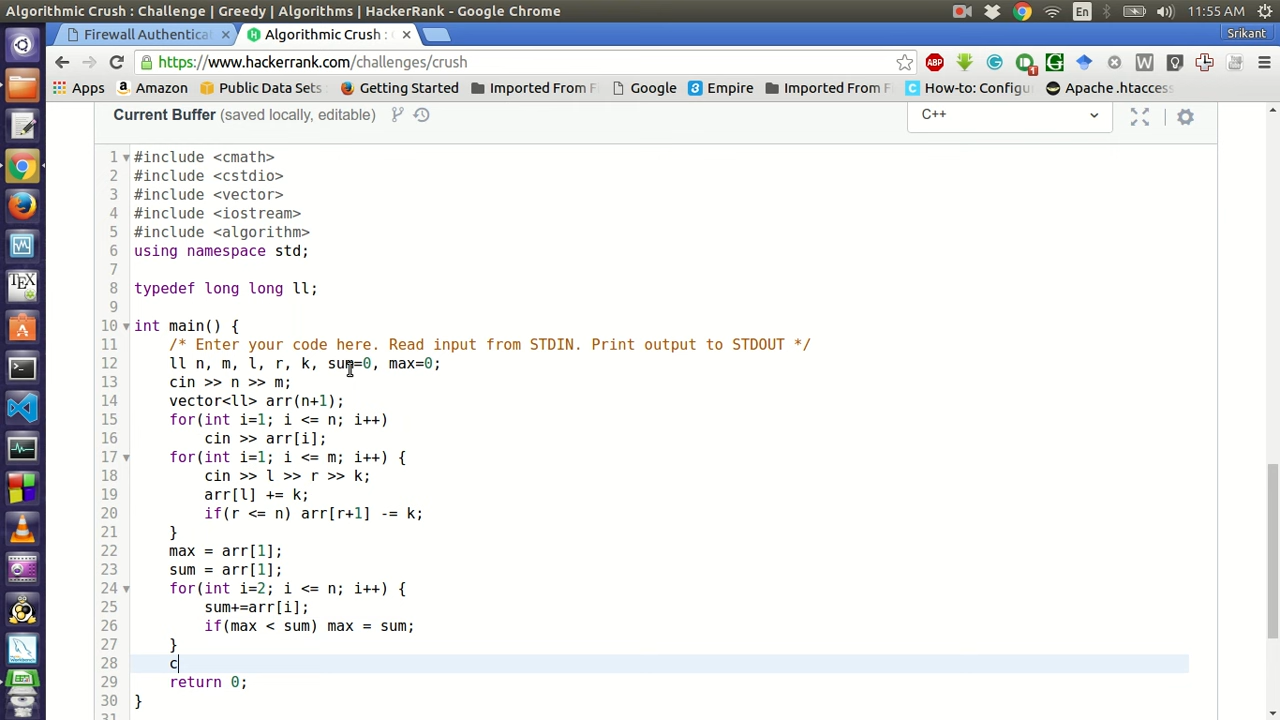 Algorithmic Crush : Challenge | Greedy | Algorithms | HackerRank - Google Chrome
En
11:55 AM
Firewall Authentica
Algorithmic Crush :
Srikant
https://www.hackerrank.com/challenges/crush
Apps
Amazon
Public Data Sets
Getting Started
Imported From F
Google
Empire
Imported From F
How-to: Configu
Apache .htacces
Current Buffer (saved locally, editable)
C++
1 #include <cmath>
2 #include <cstdio>
3 #include <vector>
4 #include <iostream>
5 #include <algorithm>
6 using namespace std;
7
8 typedef long long ll;
9
10 int main() {
11 /* Enter your code here. Read input from STDIN. Print output to STDOUT */
12 ll n, m, l, r, k, sum=0, max=0;
13 cin >> n >> m;
14 vector<ll> arr(n+1);
15 for(int i=1; i <= n; i++)
16 cin >> arr[i];
17 for(int i=1; i <= m; i++) {
18 cin >> l >> r >> k;
19 arr[l] += k;
20 if(r <= n) arr[r+1] -= k;
21 }
22 max = arr[1];
23 sum = arr[1];
24 for(int i=2; i <= n; i++) {
25 sum+=arr[i];
26 if(max < sum) max = sum;
27 }
28 c
29 return 0;
30 }
31